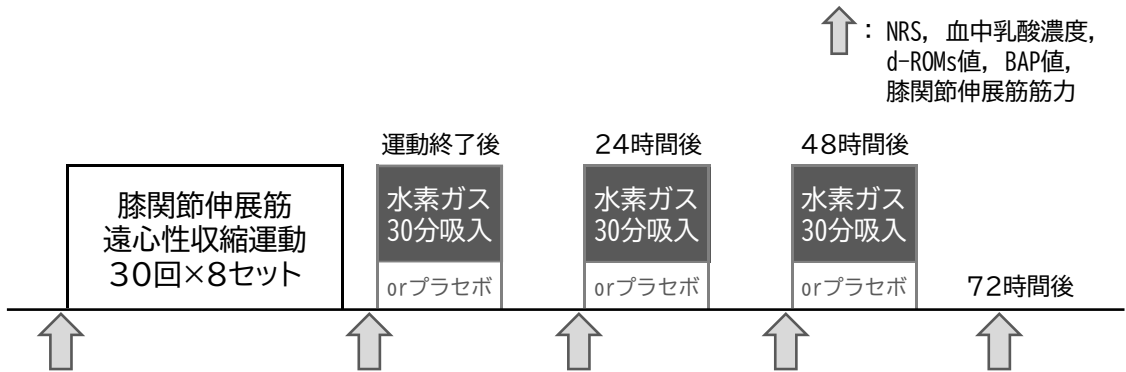 : NRS, 血中乳酸濃度,
d-ROMs値, BAP値,
膝関節伸展筋筋力
運動終了後
24時間後
48時間後
膝関節伸展筋
遠心性収縮運動
30回×8セット
水素ガス
30分吸入
orプラセボ
水素ガス
30分吸入
orプラセボ
水素ガス
30分吸入
orプラセボ
72時間後